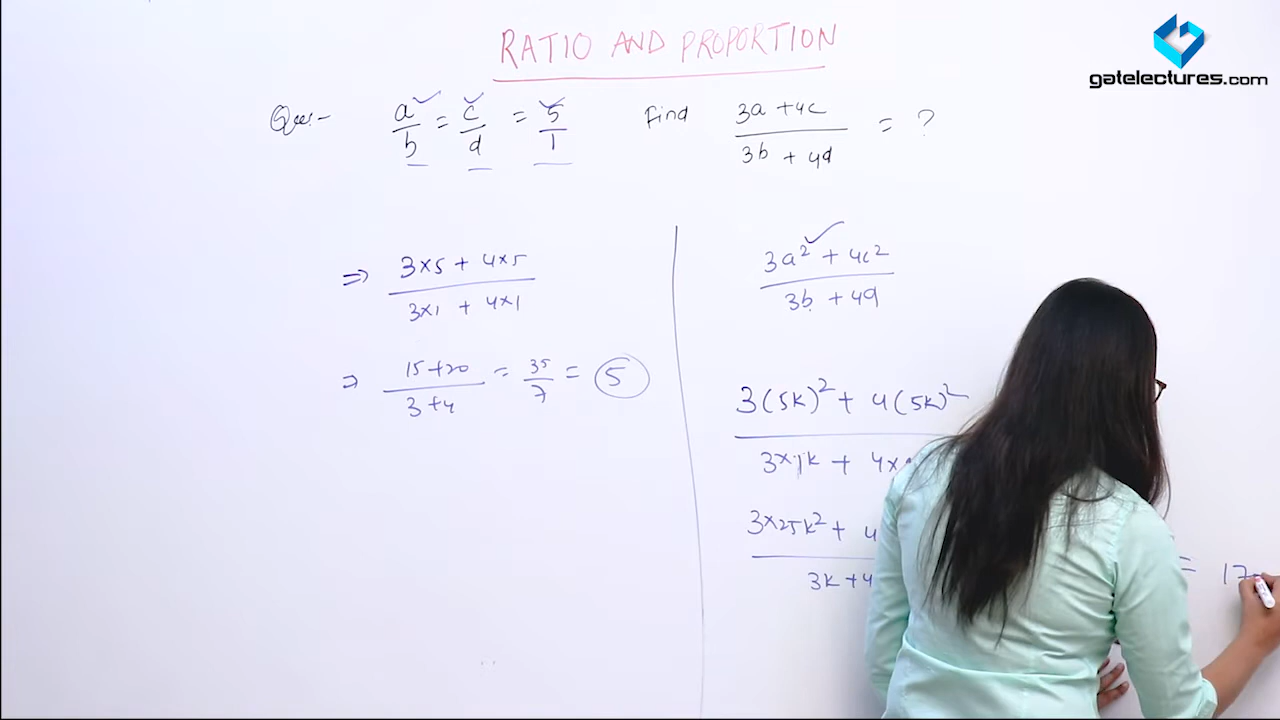 RATIO AND PROPORTION
gatelectures.com
Que:- a/b = c/d = 5/1 Find (3a + 4c)/(3b + 4d) = ?
⇒ (3×5 + 4×5)/(3×1 + 4×1)
⇒ (15+20)/(3+4) = 35/7 = 5
(3a² + 4c²)/(3b + 4d)
3(5k)² + 4(5k)²
3×1k + 4×
3×25k² + 4
3k + 4
= 17